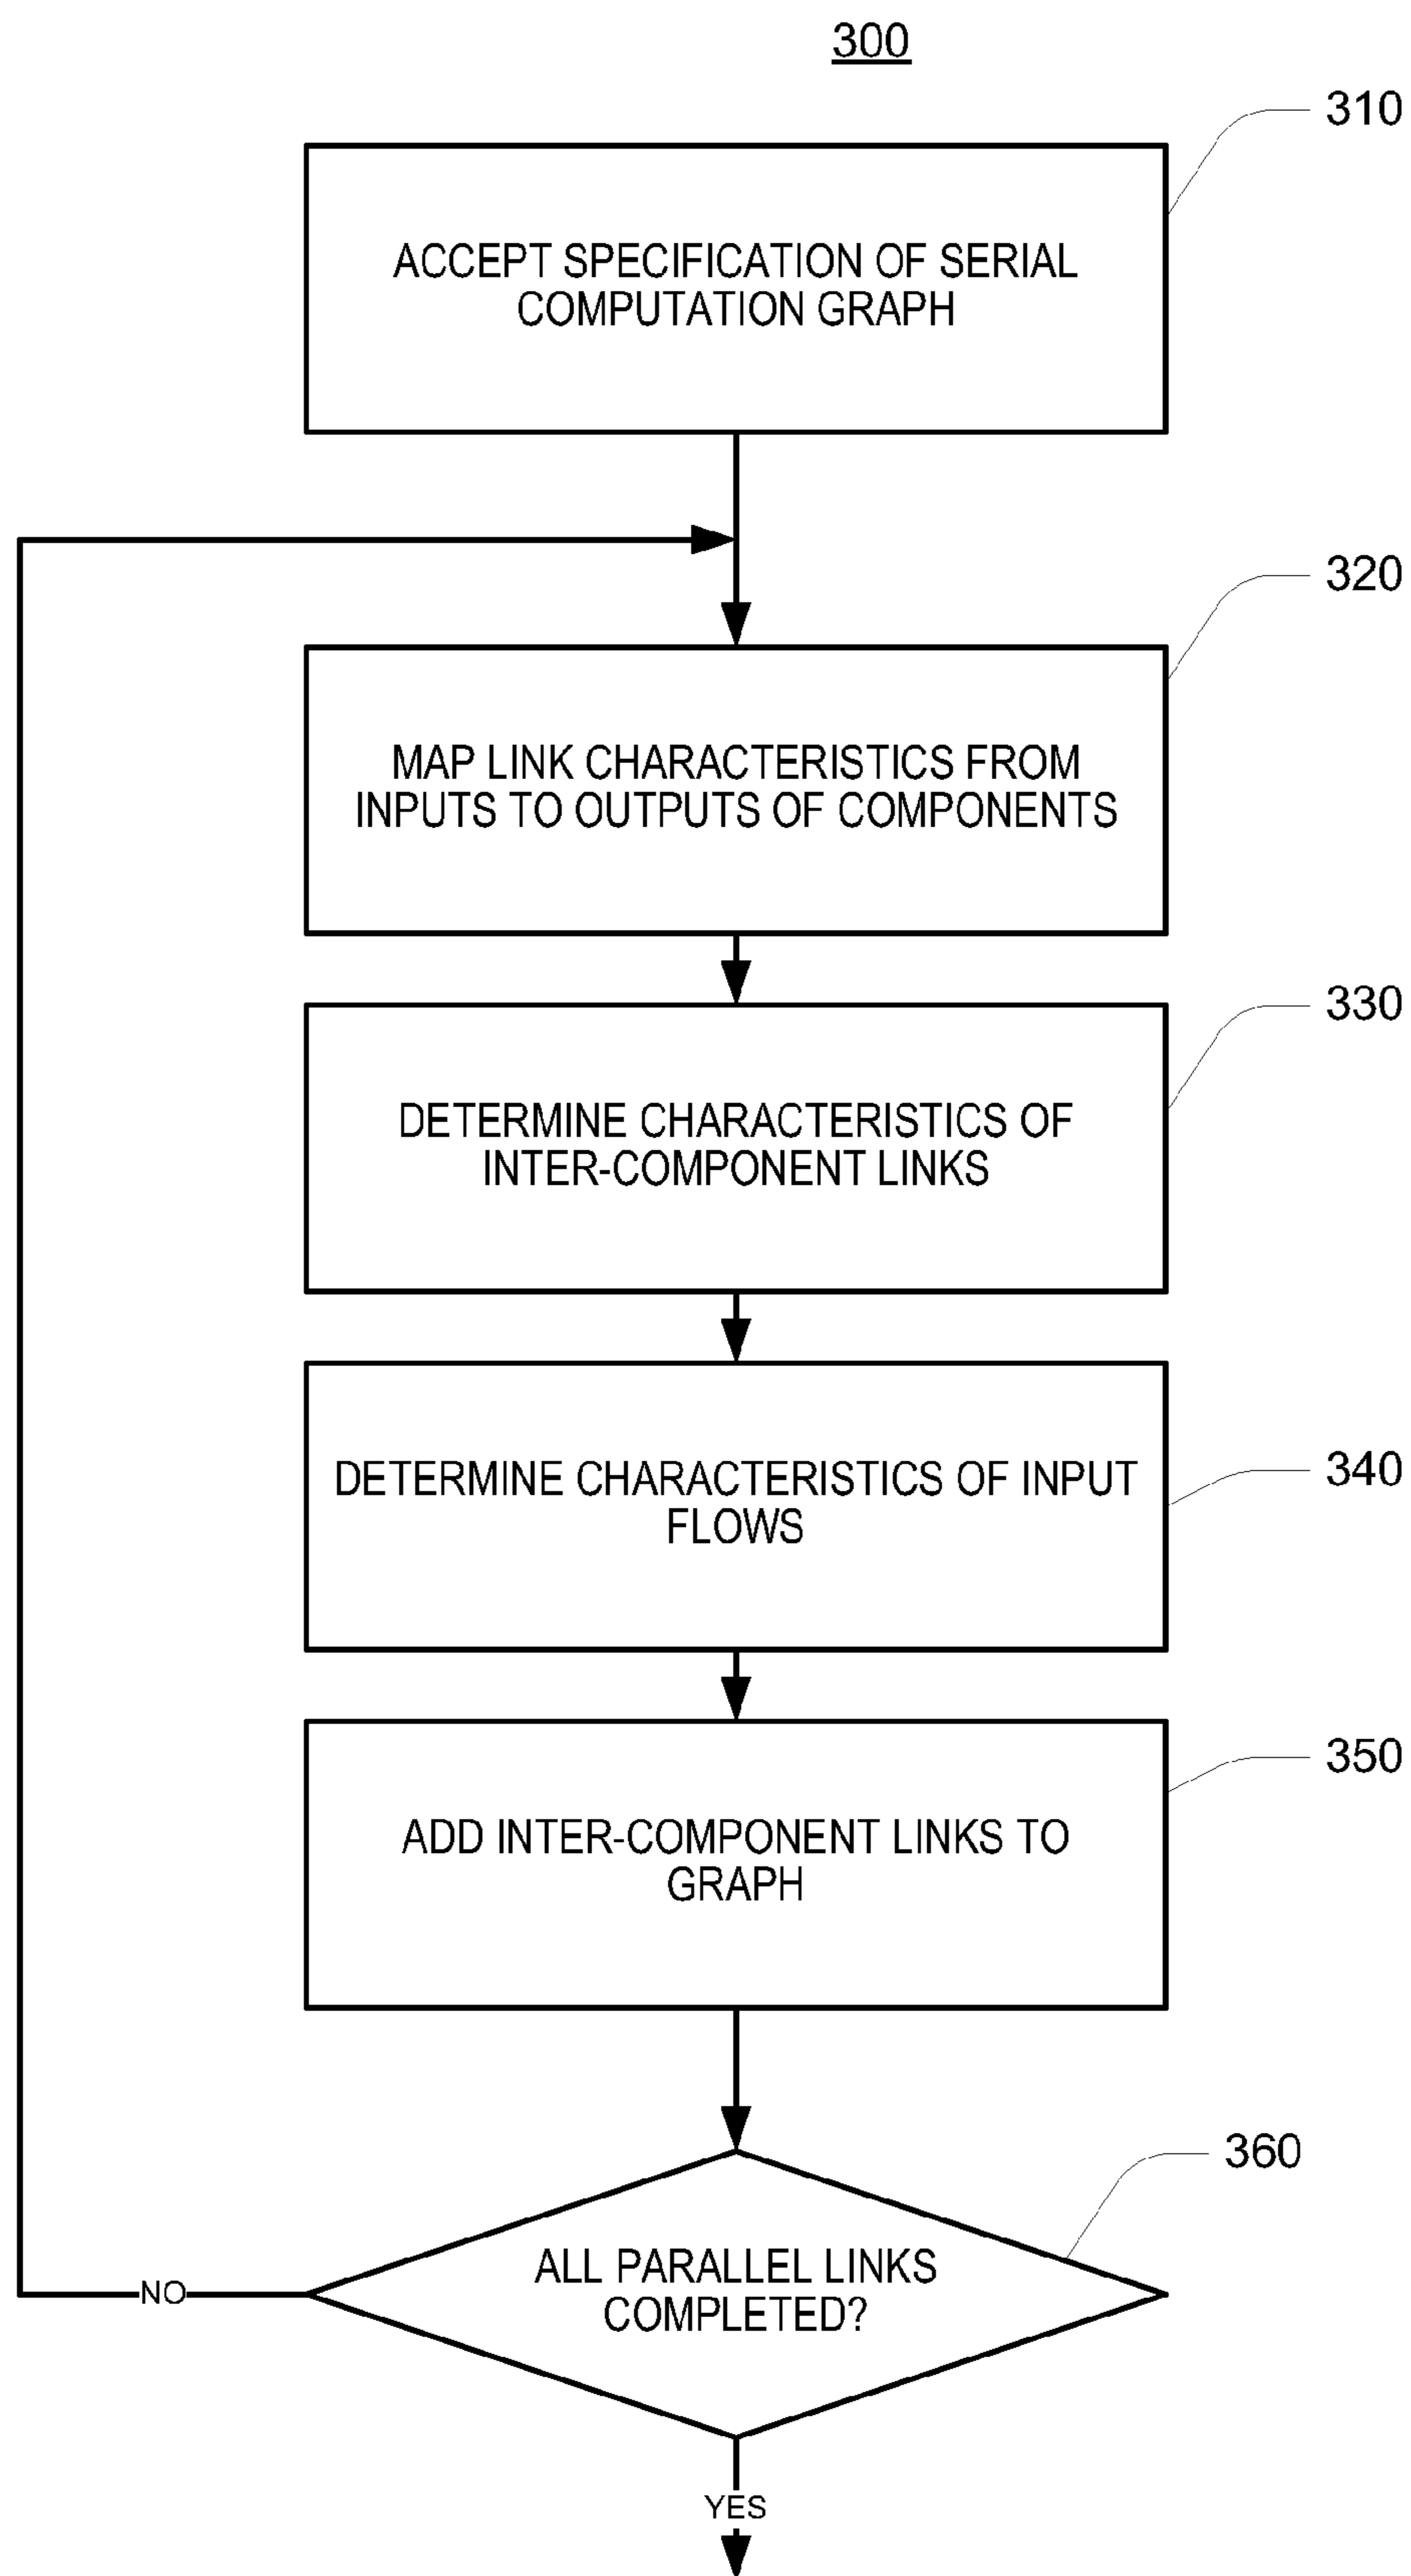 300
310
ACCEPT SPECIFICATION OF SERIAL
COMPUTATION GRAPH
320
MAP LINK CHARACTERISTICS FROM
INPUTS TO OUTPUTS OF COMPONENTS
330
DETERMINE CHARACTERISTICS OF
INTER-COMPONENT LINKS
340
DETERMINE CHARACTERISTICS OF INPUT
FLOWS
350
ADD INTER-COMPONENT LINKS TO
GRAPH
360
ALL PARALLEL LINKS
COMPLETED?
NO
YES